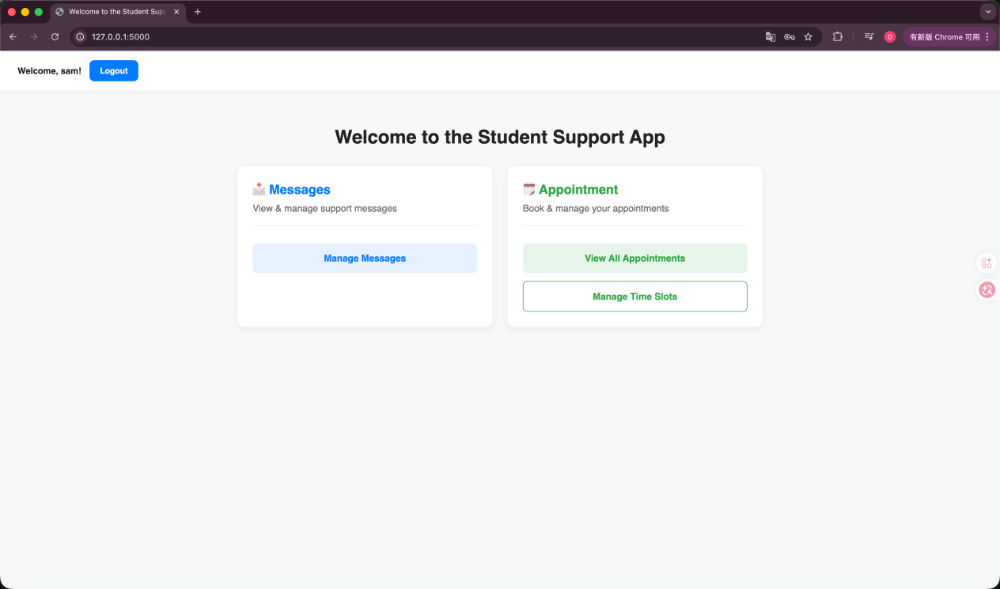 Welcome to the Student Sup
127.0.0.1:5000
D
有新版 Chrome 可用
Welcome, sam!
Logout
Welcome to the Student Support App
Messages
View & manage support messages
Manage Messages
Appointment
Book & manage your appointments
View All Appointments
Manage Time Slots